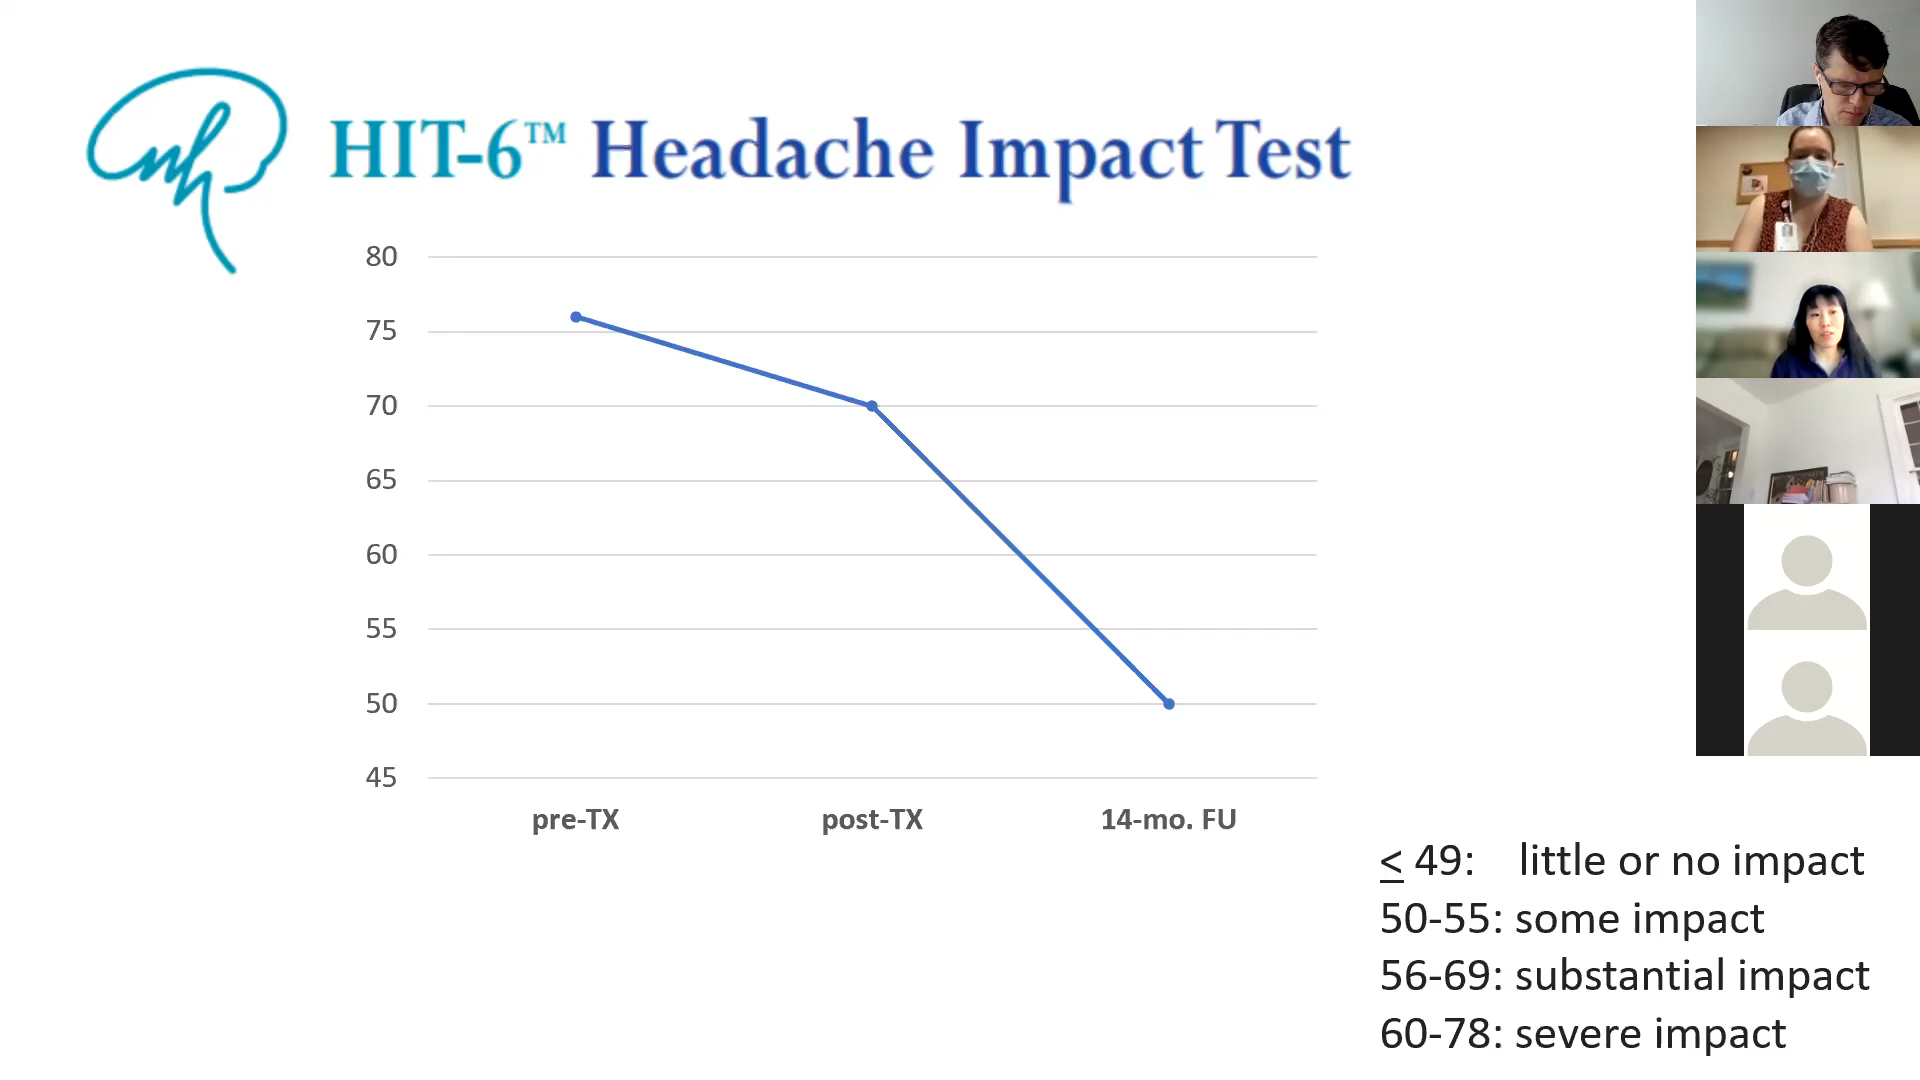 HIT-6™ Headache Impact Test
80
75
70
65
60
55
50
45
pre-TX post-TX 14-mo. FU
≤ 49: little or no impact
50-55: some impact
56-69: substantial impact
60-78: severe impact